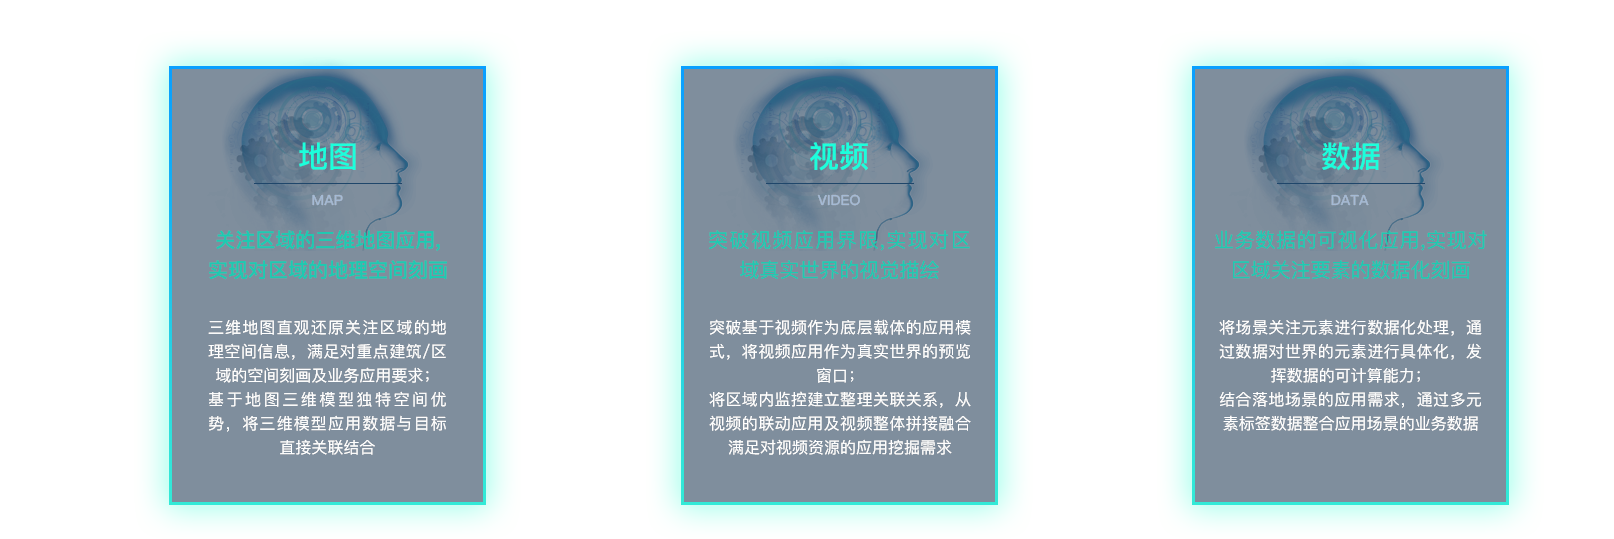 地图
MAP
关注区域的三维地图应用,
实现对区域的地理空间刻画
三维地图直观还原关注区域的地
理空间信息，满足对重点建筑/区
域的空间刻画及业务应用要求；
基于地图三维模型独特空间优
势，将三维模型应用数据与目标
直接关联结合
视频
VIDEO
突破视频应用界限,实现对区
域真实世界的视觉描绘
突破基于视频作为底层载体的应用模
式，将视频应用作为真实世界的预览
窗口；
将区域内监控建立整理关联关系，从
视频的联动应用及视频整体拼接融合
满足对视频资源的应用挖掘需求
数据
DATA
业务数据的可视化应用,实现对
区域关注要素的数据化刻画
将场景关注元素进行数据化处理，通
过数据对世界的元素进行具体化，发
挥数据的可计算能力；
结合落地场景的应用需求，通过多元
素标签数据整合应用场景的业务数据